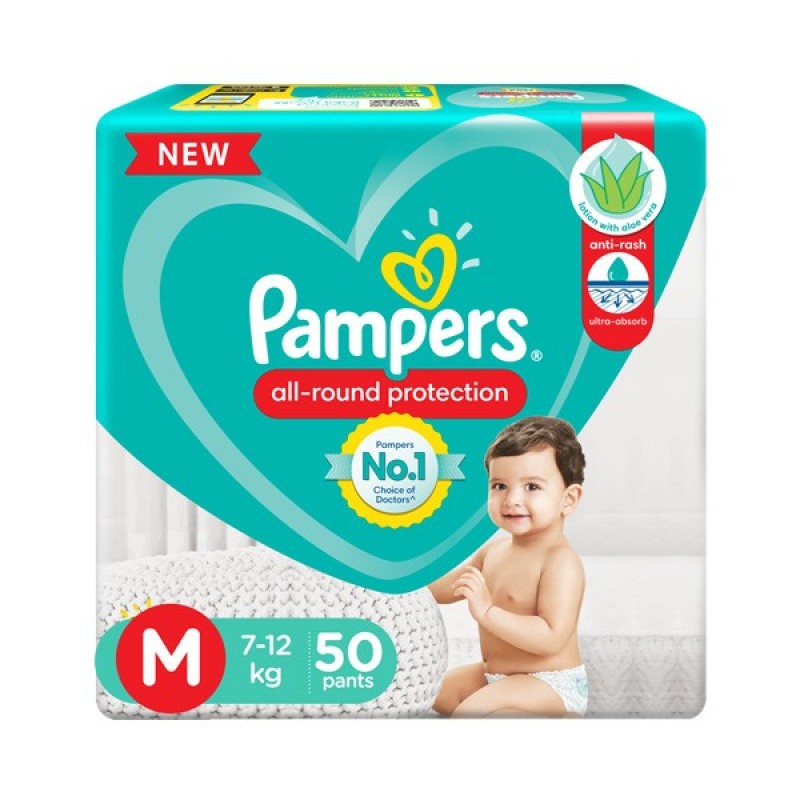 NEW
lotion with aloe vera
anti-rash
ultra-absorb
Pampers®
all-round protection
Pampers
No.1
Choice of
Doctors^
M
7-12
kg
50
pants